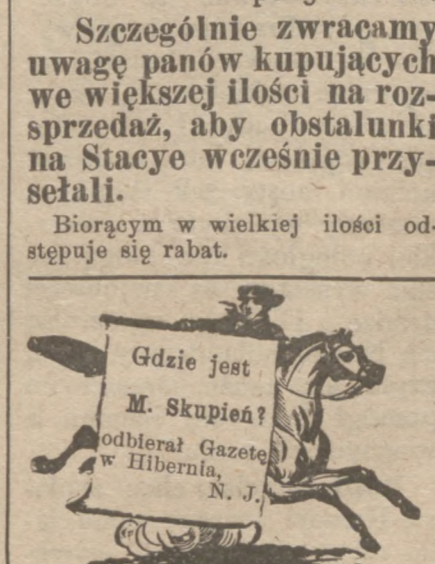 Szczególnie zwracamy
uwagę panów kupujących
we większej ilości na roz-
sprzedaż, aby obstalunki
na Stacye wcześnie przy-
sełali.
Biorącym w wielkiej ilości od-
stępuje się rabat.
Gdzie jest
M. Skupień?
odbierał Gazetę
w Hibernia,
N. J.